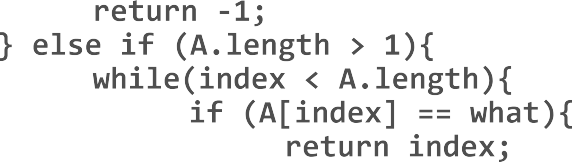 return -1;
} else if (A.length > 1){
while(index < A.length){
if (A[index] == what){
return index;